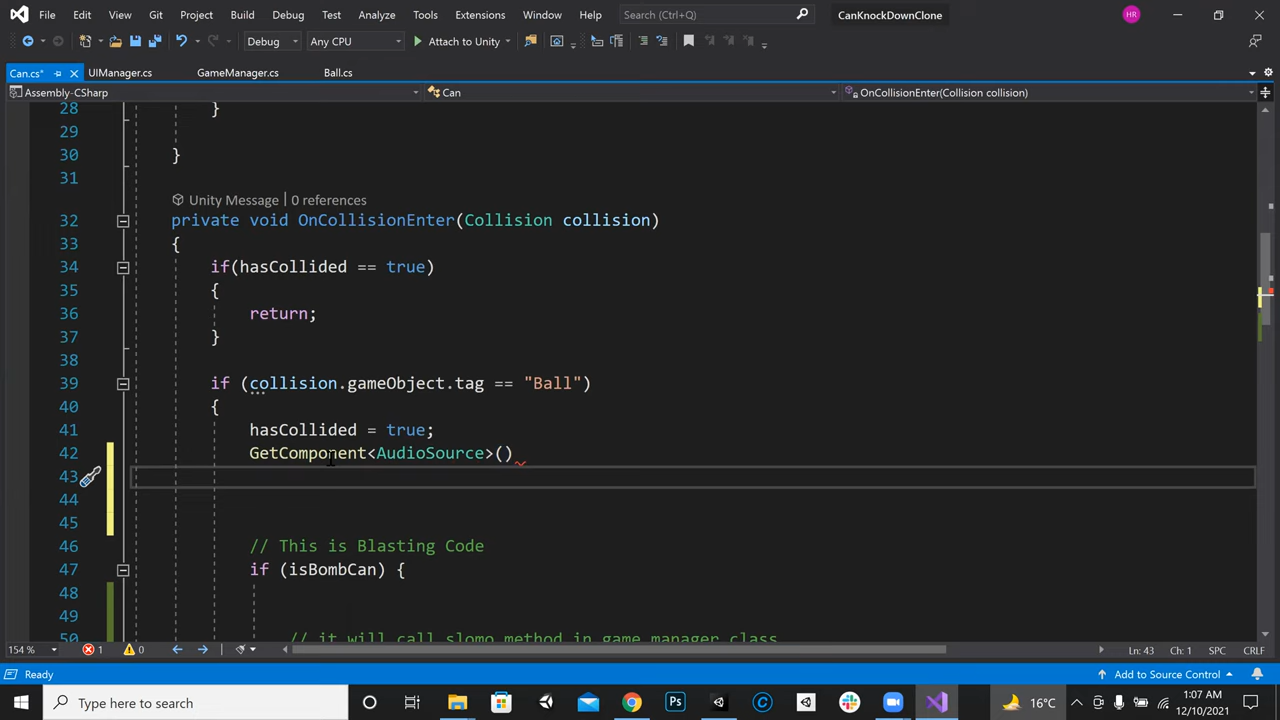 File Edit View Git Project Build Debug Test Analyze Tools Extensions Window Help Search (Ctrl+Q) CanKnockDownClone HR
Debug Any CPU Attach to Unity
Can.cs* UIManager.cs GameManager.cs Ball.cs
Assembly-CSharp Can OnCollisionEnter(Collision collision)
28 }
29
30 }
31
Unity Message | 0 references
32 private void OnCollisionEnter(Collision collision)
33 {
34 if(hasCollided == true)
35 {
36 return;
37 }
38
39 if (collision.gameObject.tag == "Ball")
40 {
41 hasCollided = true;
42 GetComponent<AudioSource>()
43
44
45
46 // This is Blasting Code
47 if (isBombCan) {
48
49
50 // it will call slomo method in game manager class
154 % 1 0 Ln: 43 Ch: 1 SPC CRLF
Ready Add to Source Control
Type here to search Ps 16°C 1:07 AM
12/10/2021